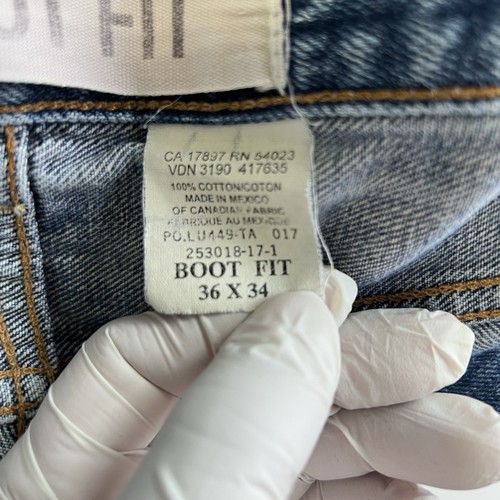 FIT
CA 17897 RN 54023
VDN 3190 417635
100% COTTON/COTON
MADE IN MEXICO
OF CANADIAN FABRIC
FABRIQUE AU MEXIQUE
PO.LU449-TA 017
253018-17-1
BOOT FIT
36 X 34